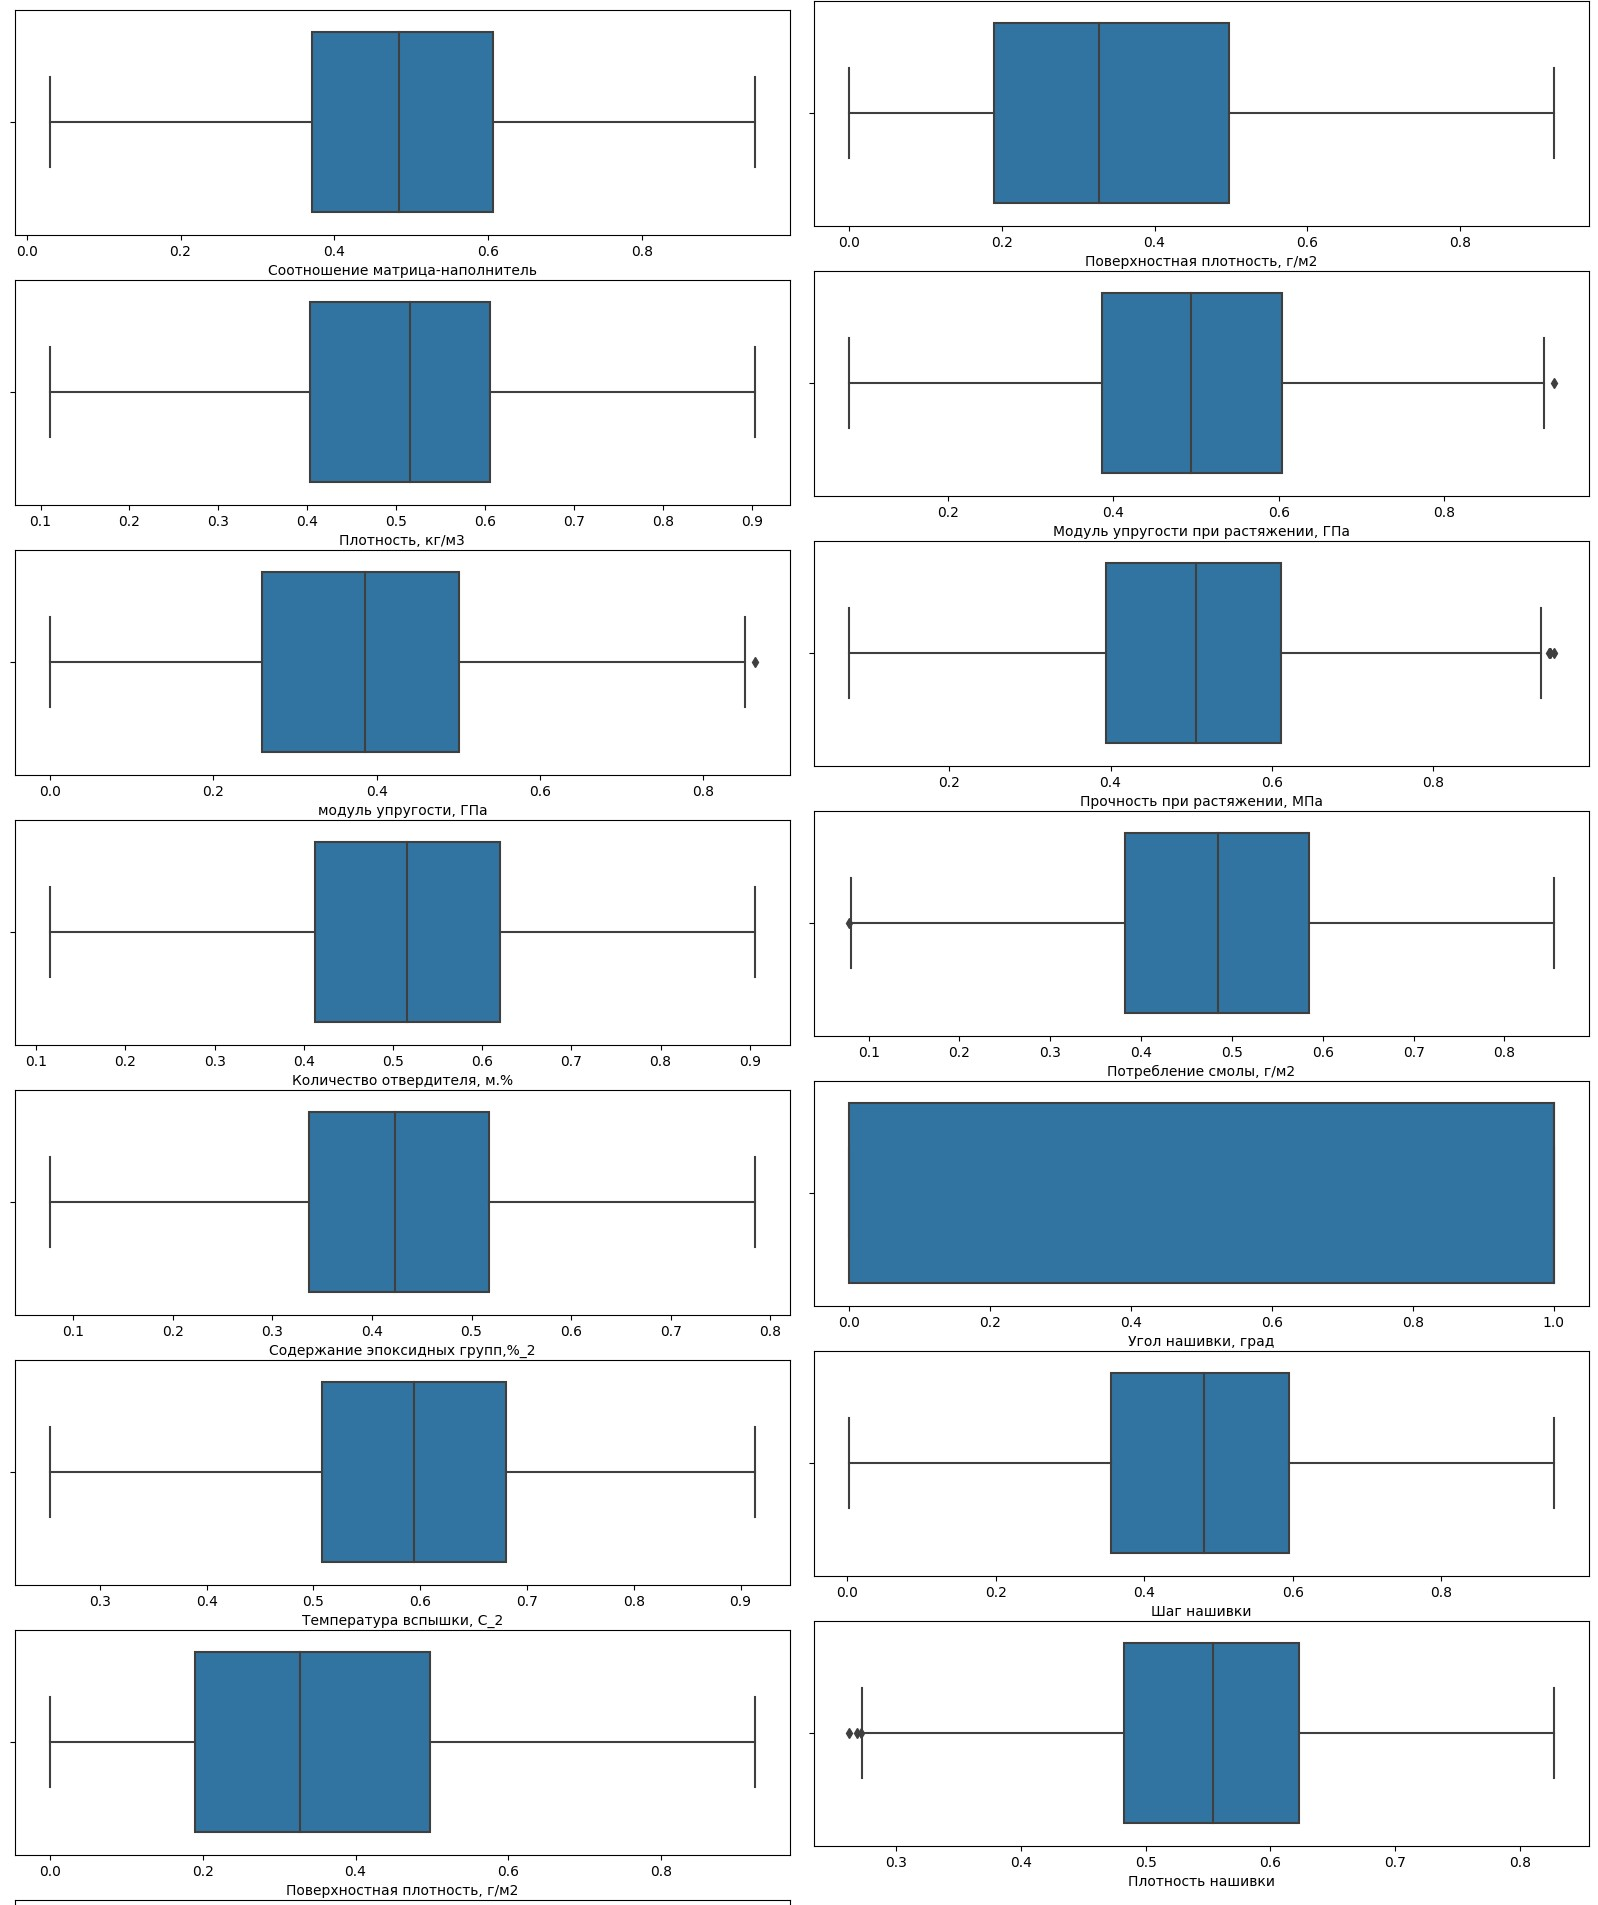 0.0 0.2 0.4 0.6 0.8
Соотношение матрица-наполнитель
0.0 0.2 0.4 0.6 0.8
Поверхностная плотность, г/м2
0.1 0.2 0.3 0.4 0.5 0.6 0.7 0.8 0.9
Плотность, кг/м3
0.2 0.4 0.6 0.8
Модуль упругости при растяжении, ГПа
0.0 0.2 0.4 0.6 0.8
модуль упругости, ГПа
0.2 0.4 0.6 0.8
Прочность при растяжении, МПа
0.1 0.2 0.3 0.4 0.5 0.6 0.7 0.8 0.9
Количество отвердителя, м.%
0.1 0.2 0.3 0.4 0.5 0.6 0.7 0.8
Потребление смолы, г/м2
0.1 0.2 0.3 0.4 0.5 0.6 0.7 0.8
Содержание эпоксидных групп,%_2
0.0 0.2 0.4 0.6 0.8 1.0
Угол нашивки, град
0.3 0.4 0.5 0.6 0.7 0.8 0.9
Температура вспышки, С_2
0.0 0.2 0.4 0.6 0.8
Шаг нашивки
0.0 0.2 0.4 0.6 0.8
Поверхностная плотность, г/м2
0.3 0.4 0.5 0.6 0.7 0.8
Плотность нашивки